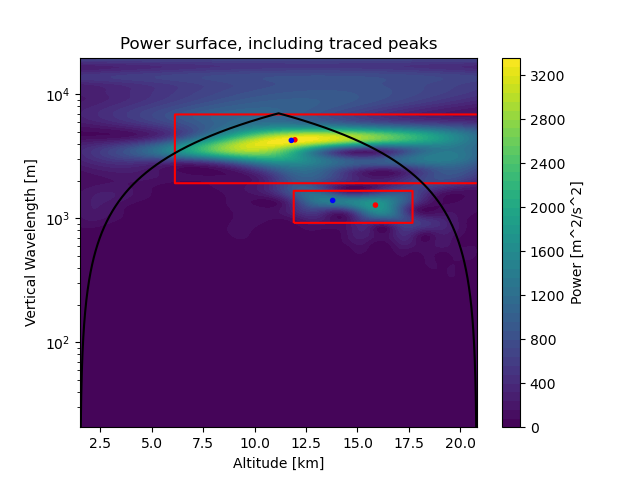 Power surface, including traced peaks
Vertical Wavelength [m]
10^4
10^3
10^2
2.5 5.0 7.5 10.0 12.5 15.0 17.5 20.0
Altitude [km]
3200
2800
2400
2000
1600
1200
800
400
0
Power [m^2/s^2]